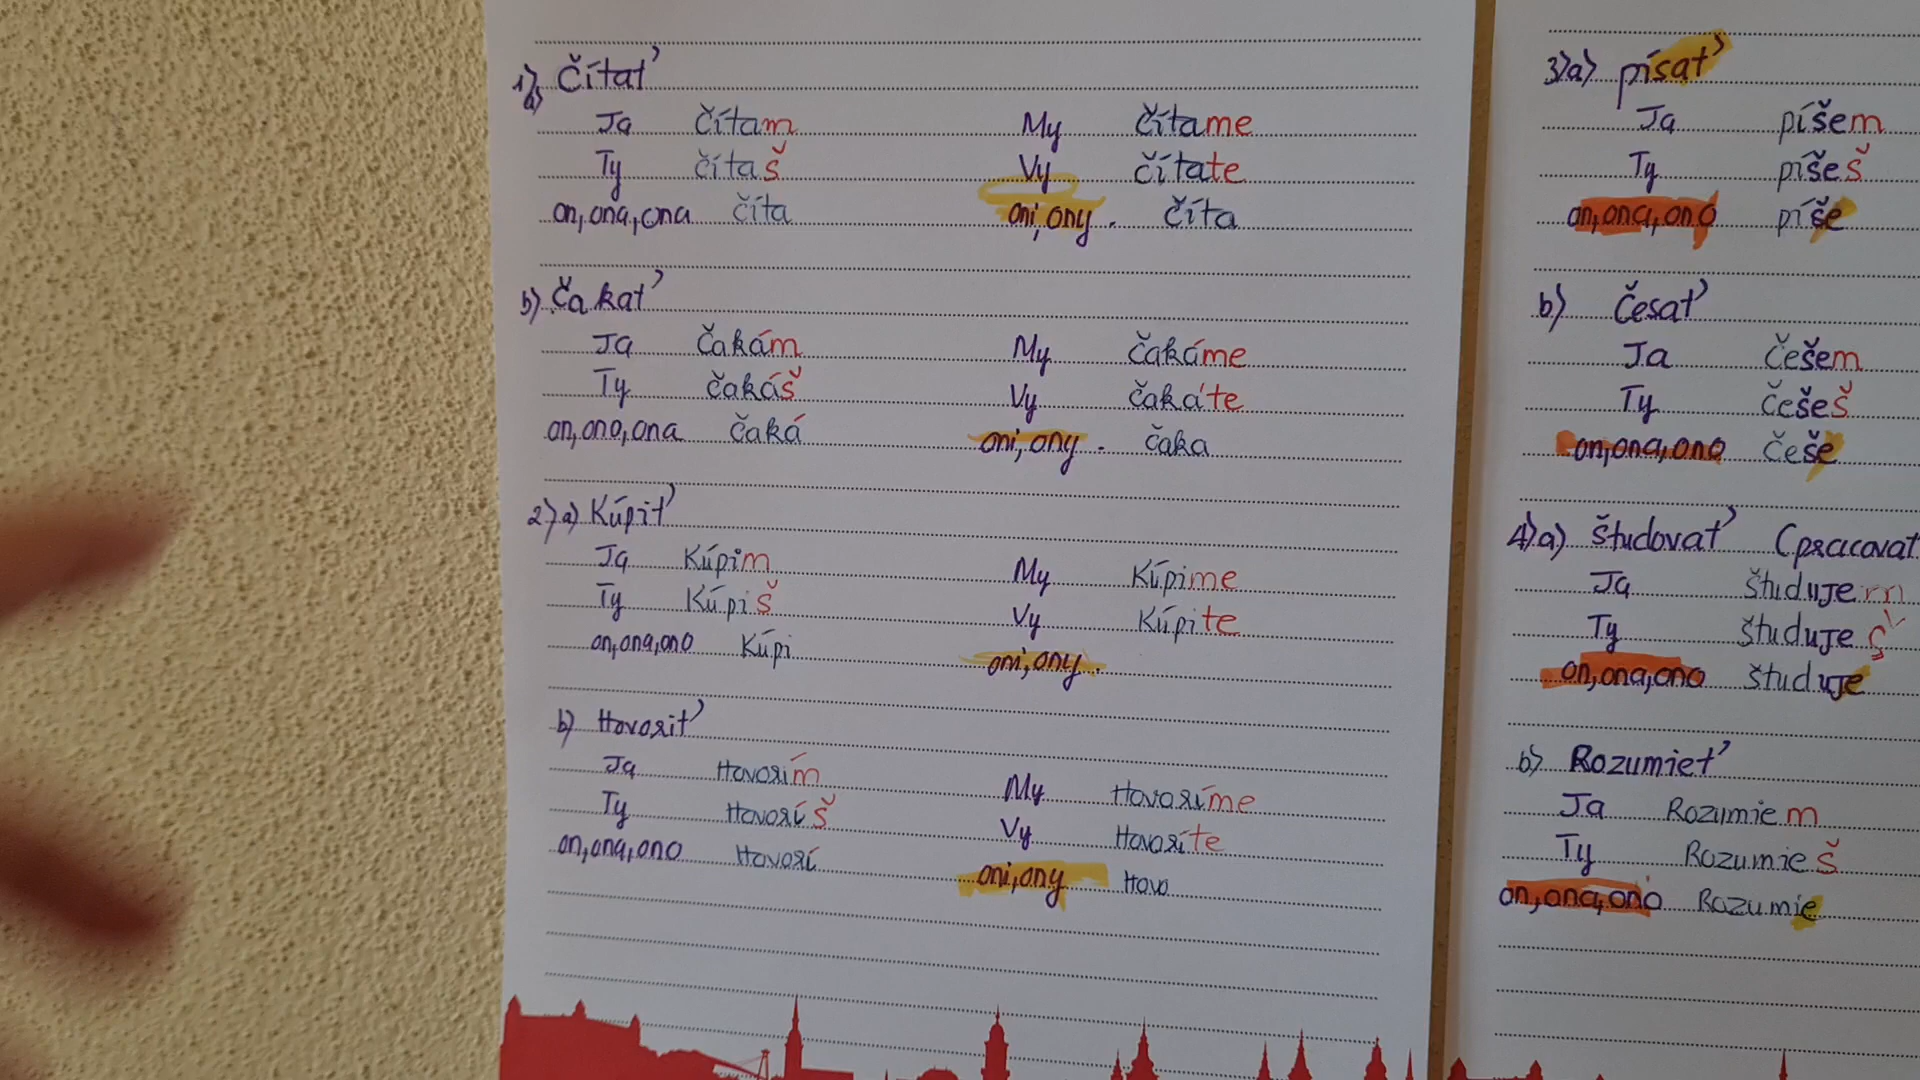 1) a) Čítať
Ja čítam My čítame
Ty čítaš Vy čítate
on, ona, ona číta oni, ony číta
b) Čakať
Ja Čakám My čakáme
Ty čakáš Vy čakáte
on, ono, ona čaká oni, ony čaka
2) a) Kúpiť
Ja Kúpim My Kúpime
Ty Kúpiš Vy Kúpite
on, ona, ono Kúpi oni, ony
b) Hovoriť
Ja Hovorím My Hovoríme
Ty Hovoríš Vy Hovoríte
on, ona, ono Hovorí oni, ony Hovo
3) a) písať
Ja píšem
Ty píšeš
on, ona, ono píše
b) Česať
Ja Češem
Ty Češeš
on, ona, ono Češe
4) a) Študovať (pracovať
Ja študujem
Ty študuješ
on, ona, ono študuje
b) Rozumieť
Ja Rozumiem
Ty Rozumieš
on, ona, ono Rozumie